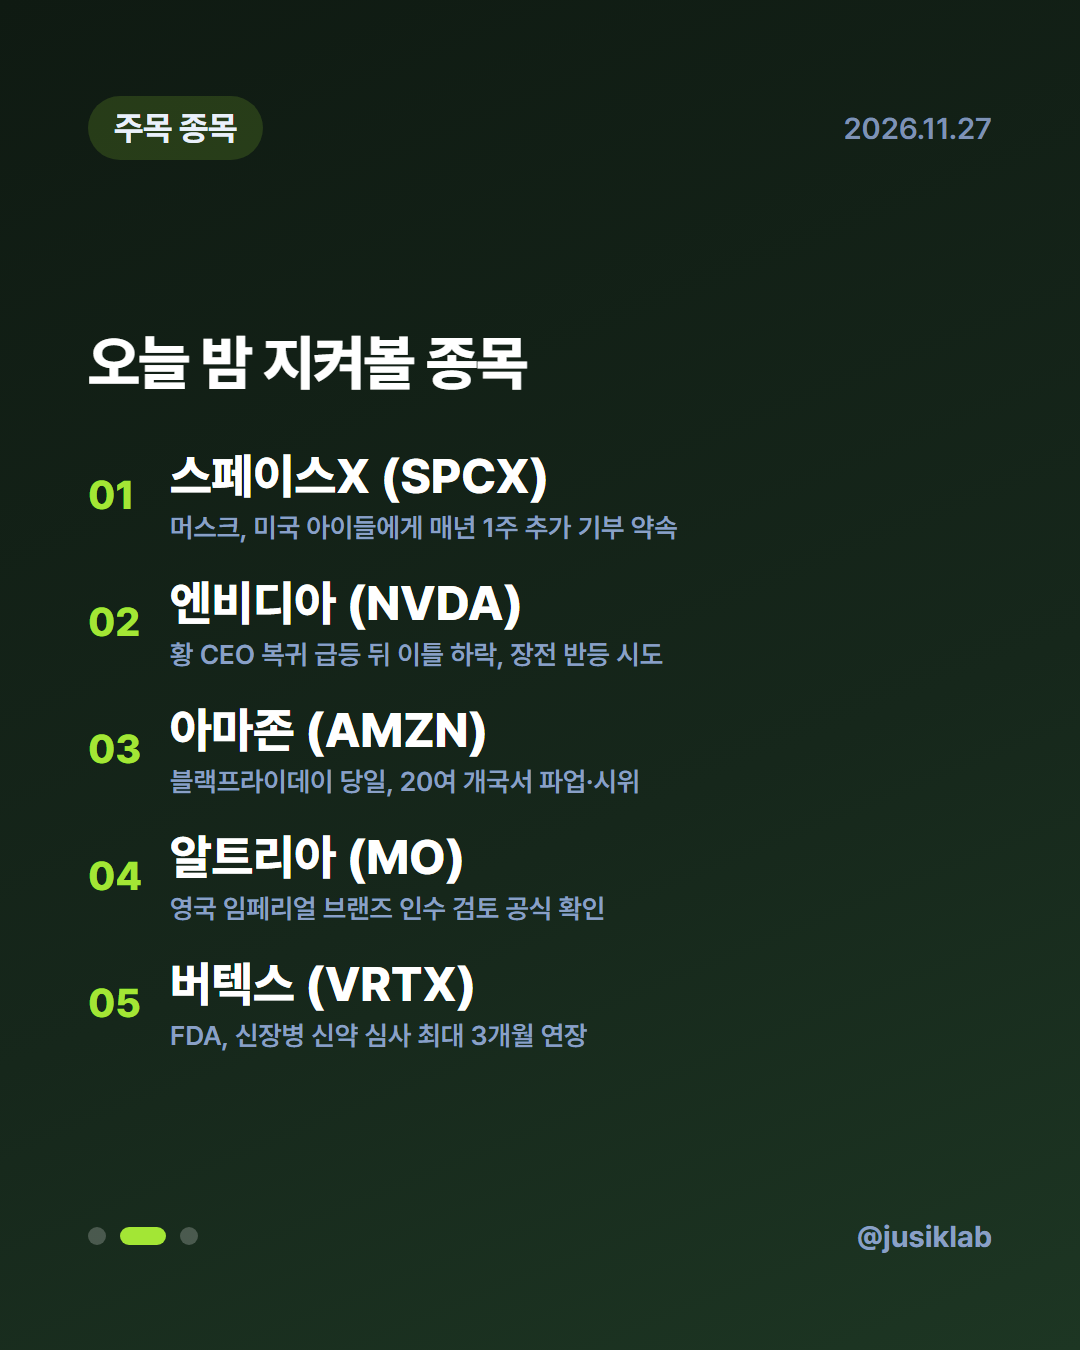 주목 종목
2026.11.27
오늘 밤 지켜볼 종목
01
스페이스X (SPCX)
머스크, 미국 아이들에게 매년 1주 추가 기부 약속
02
엔비디아 (NVDA)
황 CEO 복귀 급등 뒤 이틀 하락, 장전 반등 시도
03
아마존 (AMZN)
블랙프라이데이 당일, 20여 개국서 파업·시위
04
알트리아 (MO)
영국 임페리얼 브랜즈 인수 검토 공식 확인
05
버텍스 (VRTX)
FDA, 신장병 신약 심사 최대 3개월 연장
@jusiklab